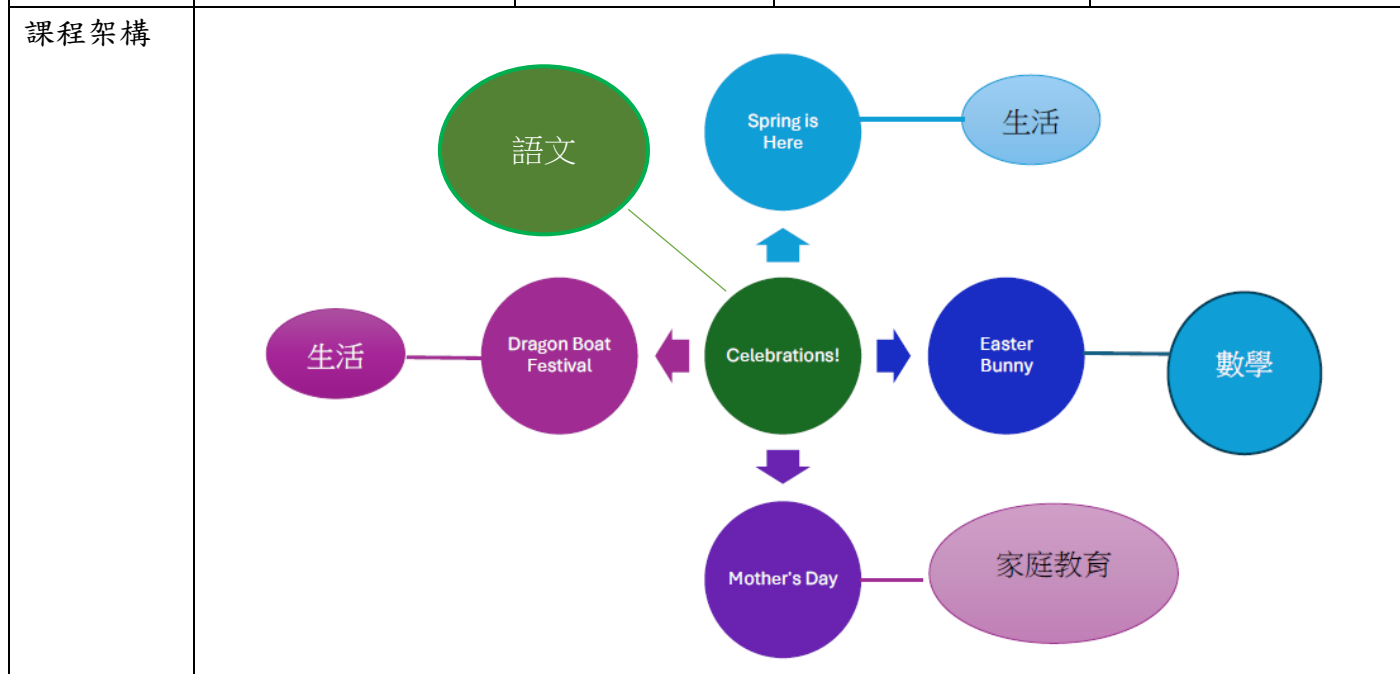 課程架構
Spring is
Here
生活
語文
Dragon Boat
Festival
生活
Celebrations!
Easter
Bunny
數學
Mother's Day
家庭教育